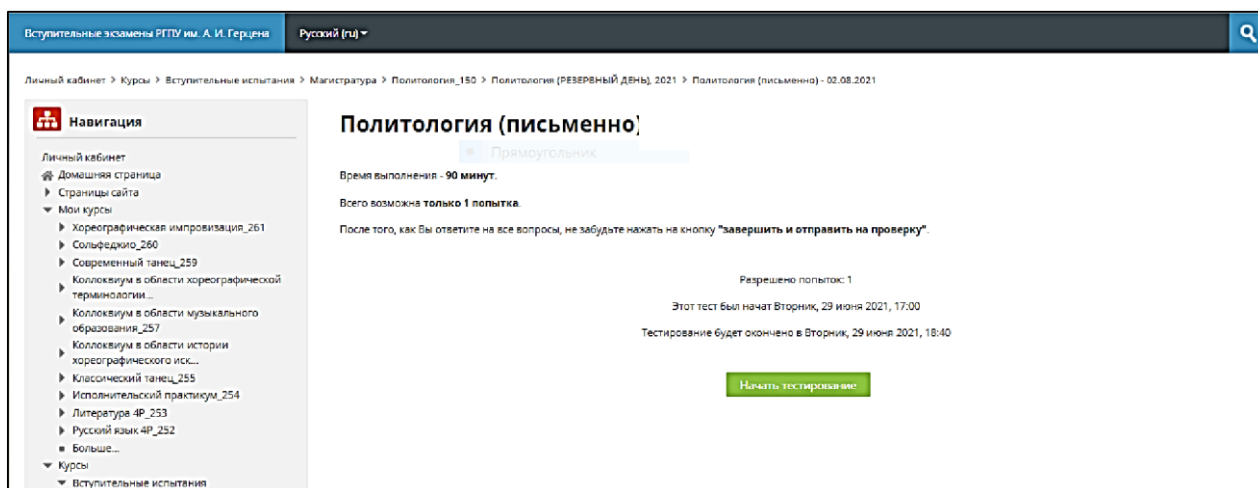 Вступительные экзамены РГПУ им. А. И. Герцена
Русский (ru)
Личный кабинет > Курсы > Вступительные испытания > Магистратура > Политология_150 > Политология (РЕЗЕРВНЫЙ ДЕНЬ), 2021 > Политология (письменно) - 02.08.2021
Навигация
Личный кабинет
Домашняя страница
Страницы сайта
Мои курсы
Хореографическая импровизация_261
Сольфеджио_260
Современный танец_259
Коллоквиум в области хореографической
терминологии...
Коллоквиум в области музыкального
образования_257
Коллоквиум в области истории
хореографического иск...
Классический танец_255
Исполнительский практикум_254
Литература 4Р_253
Русский язык 4Р_252
Больше...
Курсы
Вступительные испытания
Политология (письменно)
Прямоугольник
Время выполнения - 90 минут.
Всего возможна только 1 попытка.
После того, как Вы ответите на все вопросы, не забудьте нажать на кнопку "завершить и отправить на проверку".
Разрешено попыток: 1
Этот тест был начат Вторник, 29 июня 2021, 17:00
Тестирование будет окончено в Вторник, 29 июня 2021, 18:40
Начать тестирование